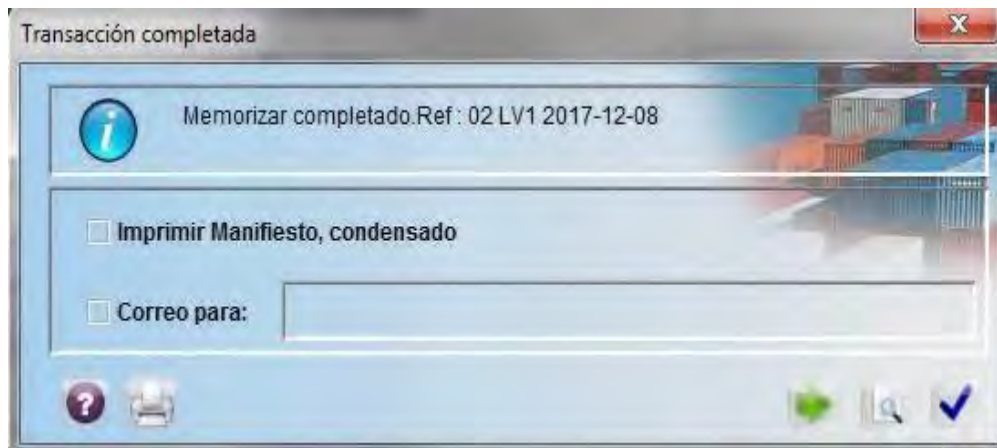 Transacción completada
Memorizar completado.Ref : 02 LV1 2017-12-08
Imprimir Manifiesto, condensado
Correo para: